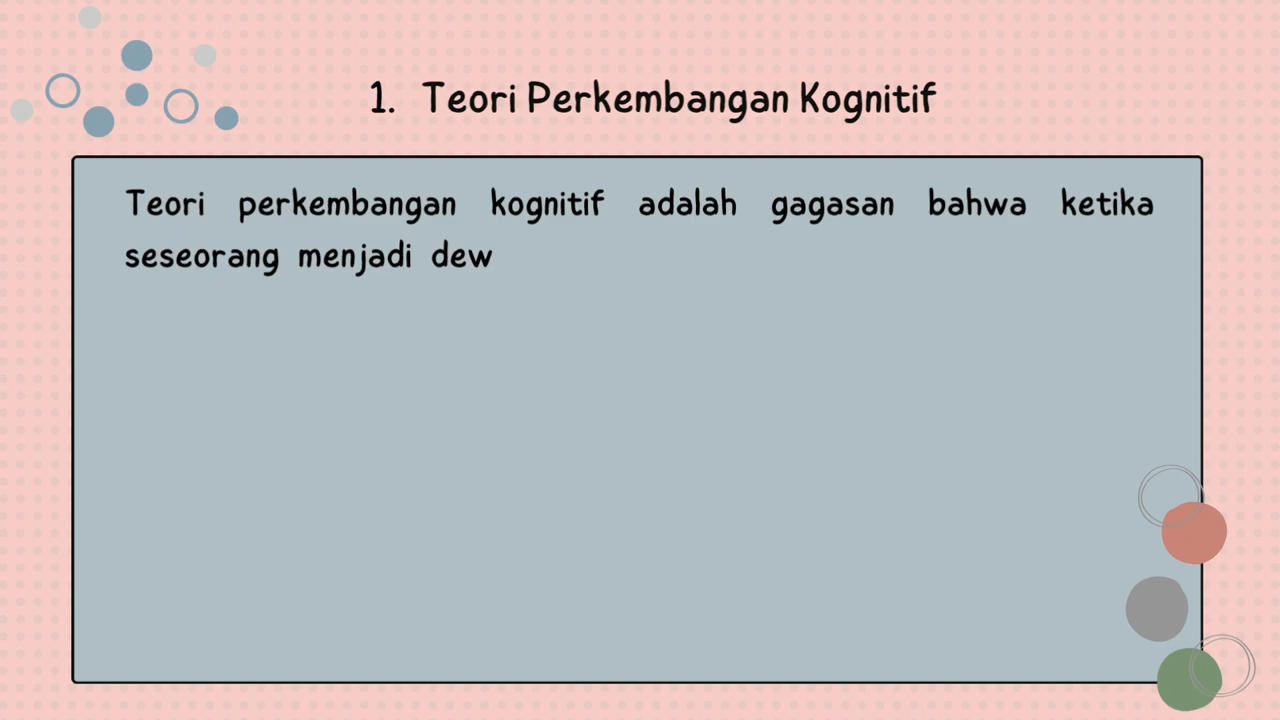 1. Teori Perkembangan Kognitif
Teori perkembangan kognitif adalah gagasan bahwa ketika
seseorang menjadi dew